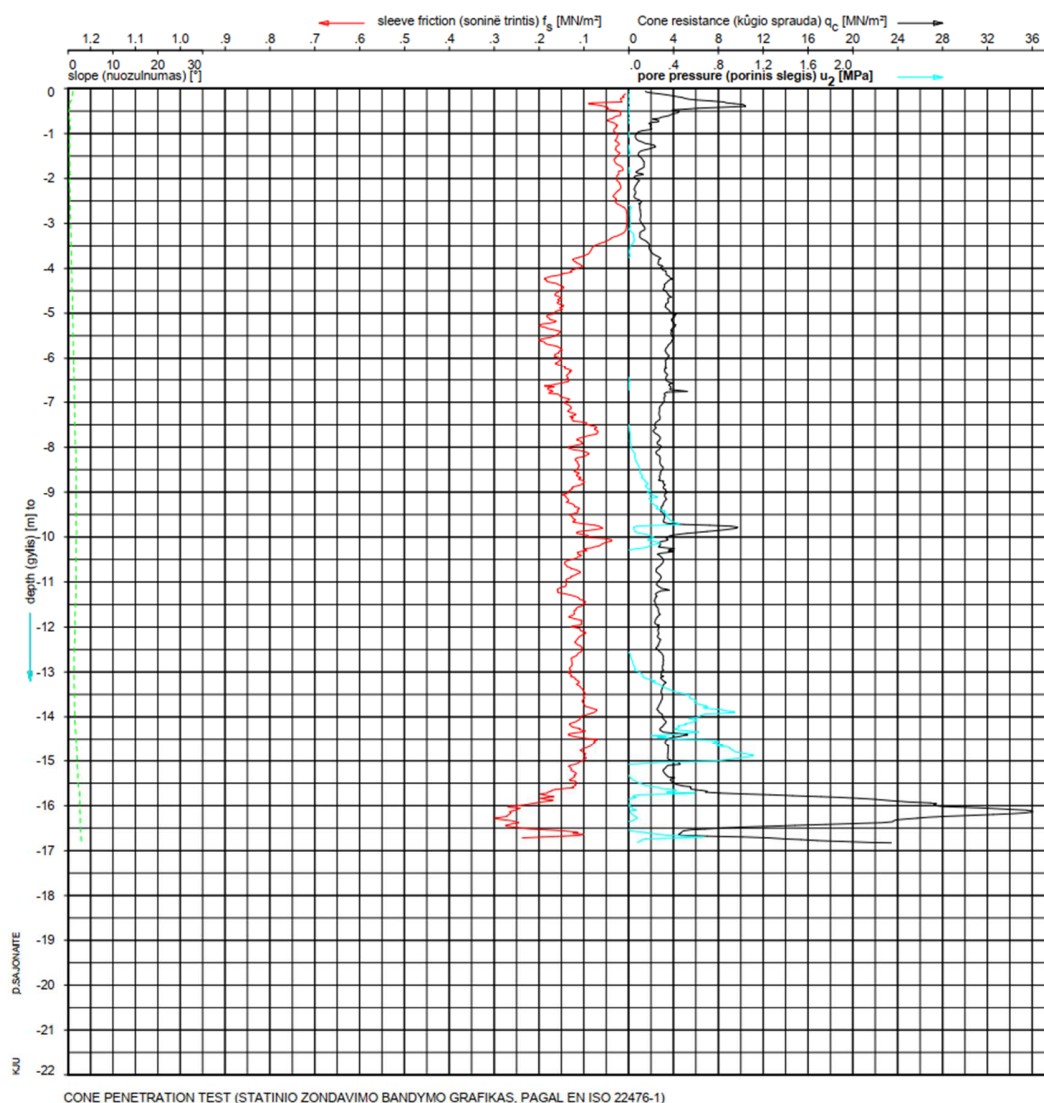 sleeve friction (soninë trintis) fs [MN/m²] Cone resistance (kûgio sprauda) qc [MN/m²]
1.2 1.1 1.0 .9 .8 .7 .6 .5 .4 .3 .2 .1 .0 4 8 12 16 20 24 28 32 36
0 10 20 30 .0 .4 .8 1.2 1.6 2.0
slope (nuozulnumas) [°] pore pressure (porinis slegis) u2 [MPa]
0
-1
-2
-3
-4
-5
-6
-7
-8
-9
-10
-11
-12
-13
-14
-15
-16
-17
-18
-19
-20
-21
-22
depth (gylis) [m] to
p.SAJONAITE
KJU
CONE PENETRATION TEST (STATINIO ZONDAVIMO BANDYMO GRAFIKAS, PAGAL EN ISO 22476-1)